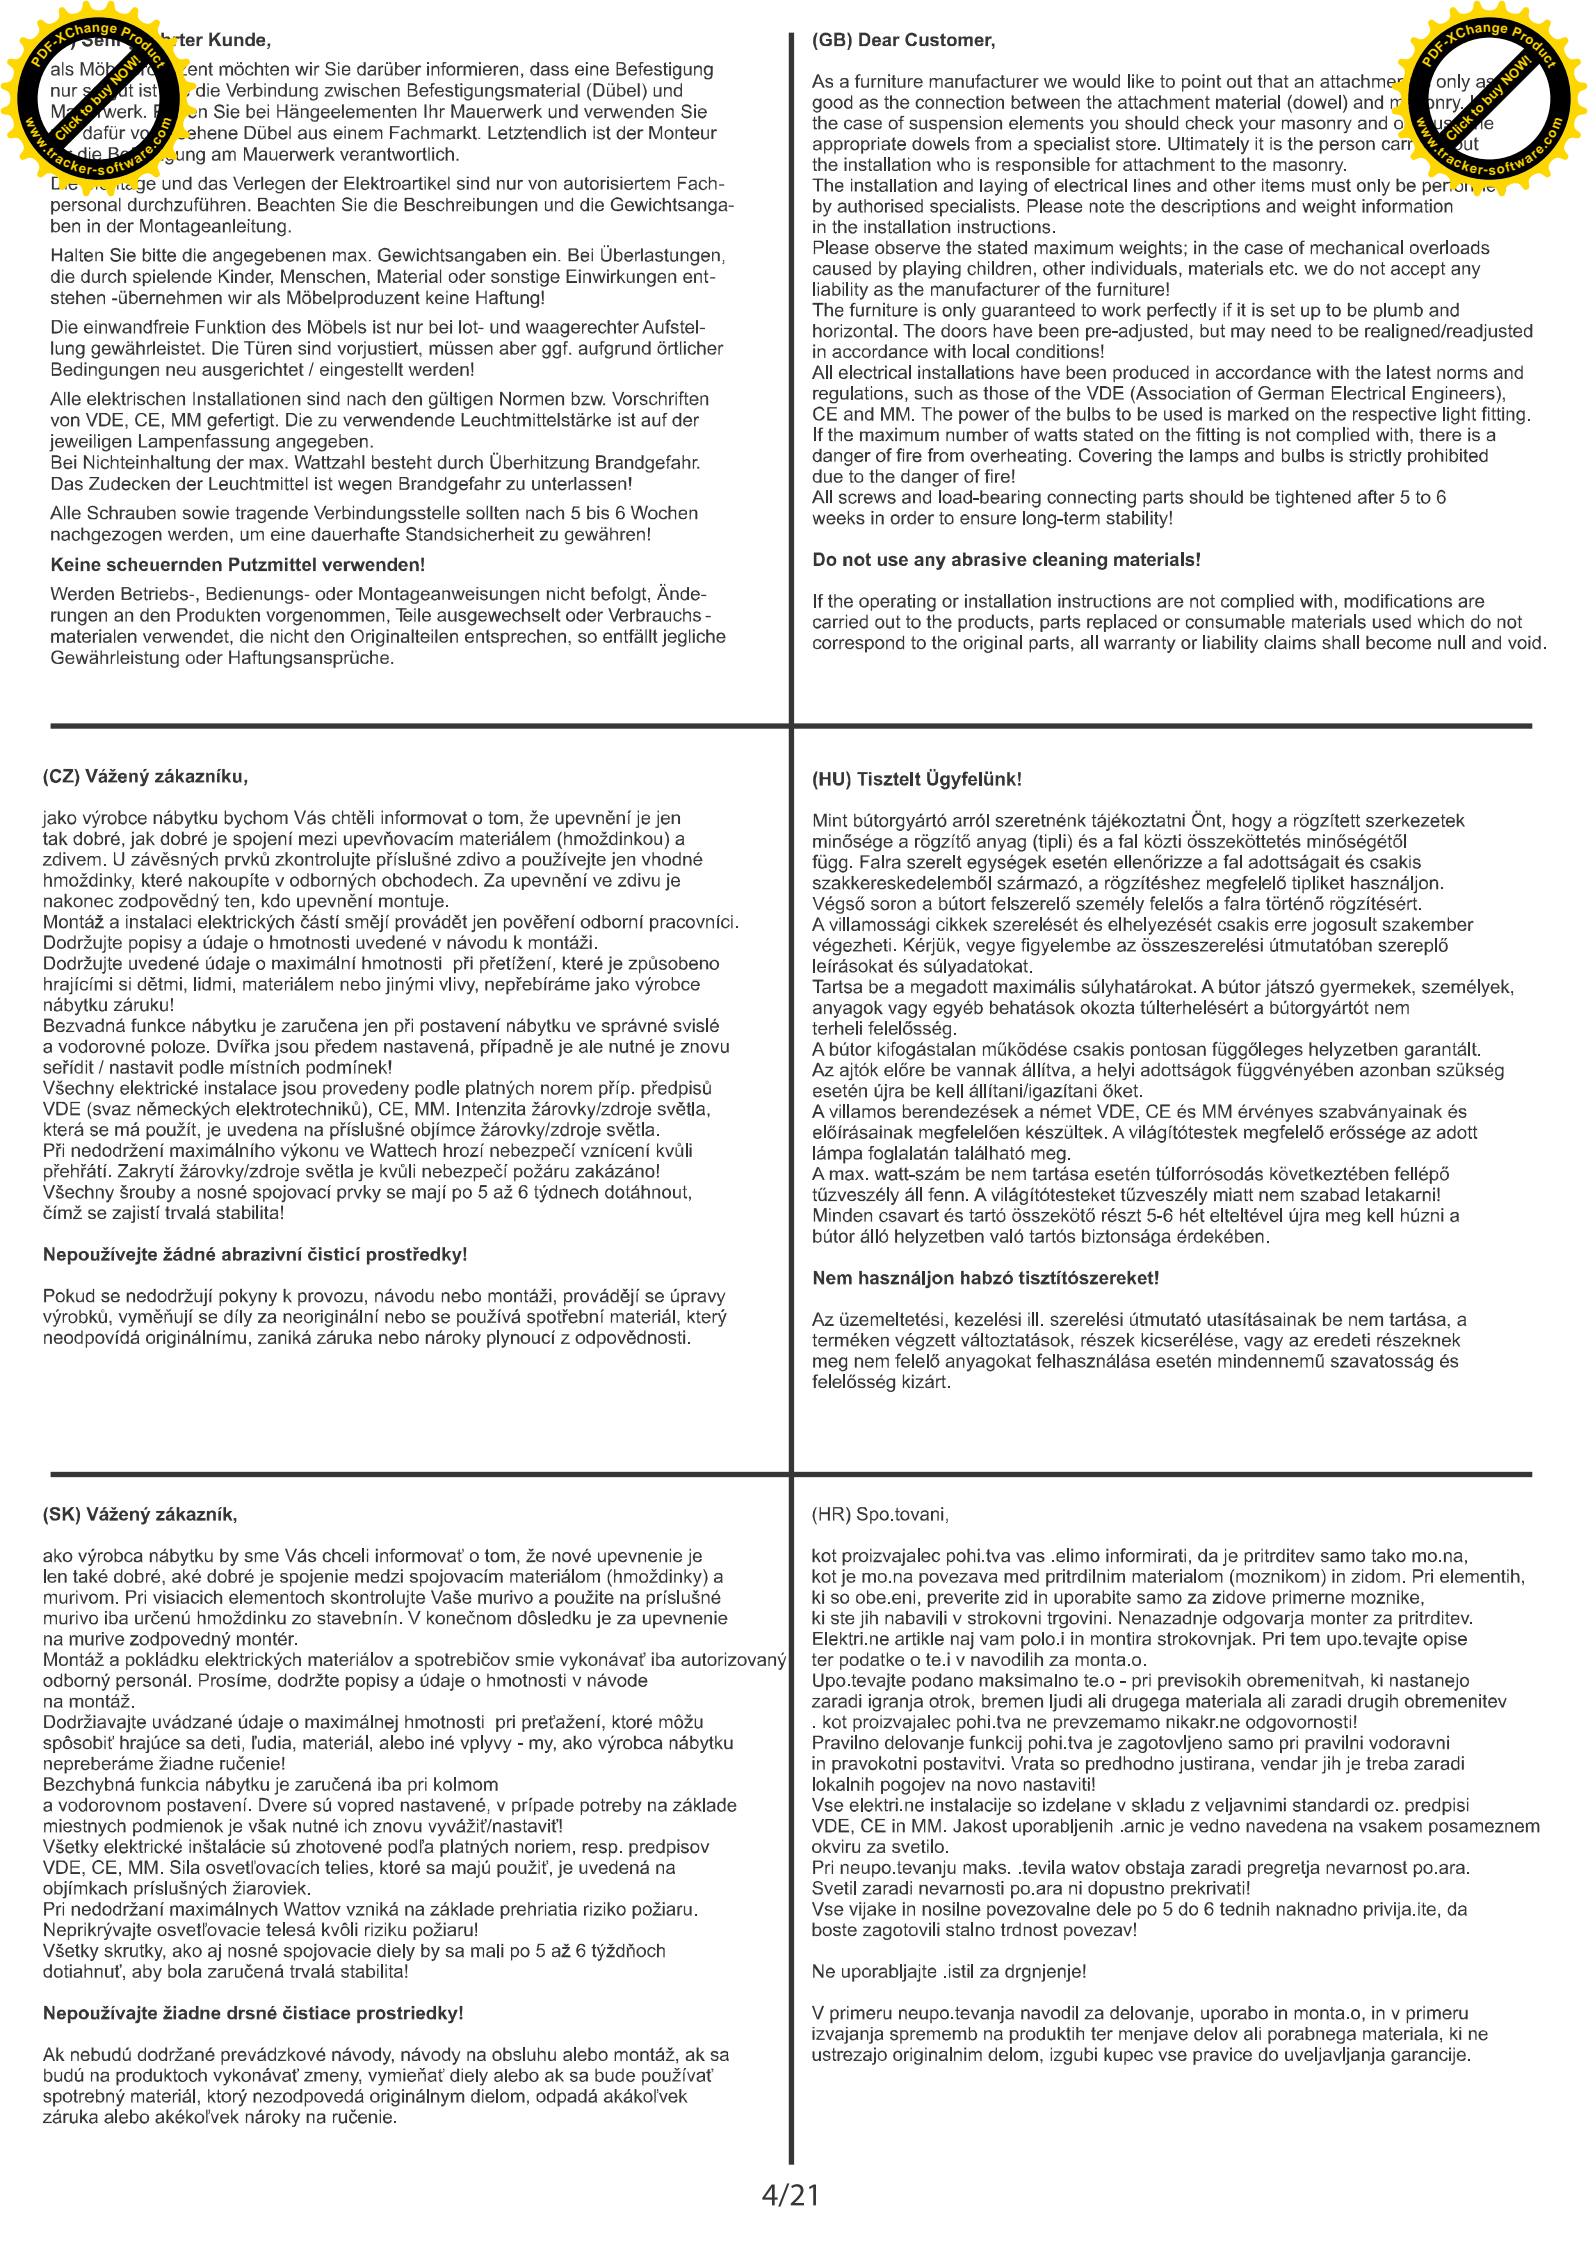 Kunde,
als möchten wir Sie darüber informieren, dass eine Befestigung
nur ist die Verbindung zwischen Befestigungsmaterial (Dübel) und
Sie bei Hängeelementen Ihr Mauerwerk und verwenden Sie
dafür Dübel aus einem Fachmarkt. Letztendlich ist der Monteur
die am Mauerwerk verantwortlich.
und das Verlegen der Elektroartikel sind nur von autorisiertem Fach-
personal durchzuführen. Beachten Sie die Beschreibungen und die Gewichtsanga-
ben in der Montageanleitung.
Halten Sie bitte die angegebenen max. Gewichtsangaben ein. Bei Überlastungen,
die durch spielende Kinder, Menschen, Material oder sonstige Einwirkungen ent-
stehen -übernehmen wir als Möbelproduzent keine Haftung!
Die einwandfreie Funktion des Möbels ist nur bei lot- und waagerechter Aufstel-
lung gewährleistet. Die Türen sind vorjustiert, müssen aber ggf. aufgrund örtlicher
Bedingungen neu ausgerichtet / eingestellt werden!
Alle elektrischen Installationen sind nach den gültigen Normen bzw. Vorschriften
von VDE, CE, MM gefertigt. Die zu verwendende Leuchtmittelstärke ist auf der
jeweiligen Lampenfassung angegeben.
Bei Nichteinhaltung der max. Wattzahl besteht durch Überhitzung Brandgefahr.
Das Zudecken der Leuchtmittel ist wegen Brandgefahr zu unterlassen!
Alle Schrauben sowie tragende Verbindungsstelle sollten nach 5 bis 6 Wochen
nachgezogen werden, um eine dauerhafte Standsicherheit zu gewähren!
Keine scheuernden Putzmittel verwenden!
Werden Betriebs-, Bedienungs- oder Montageanweisungen nicht befolgt, Ände-
rungen an den Produkten vorgenommen, Teile ausgewechselt oder Verbrauchs-
materialen verwendet, die nicht den Originalteilen entsprechen, so entfällt jegliche
Gewährleistung oder Haftungsansprüche.
(GB) Dear Customer,
As a furniture manufacturer we would like to point out that an only as
good as the connection between the attachment material (dowel) and
the case of suspension elements you should check your masonry and
appropriate dowels from a specialist store. Ultimately it is the person
the installation who is responsible for attachment to the masonry.
The installation and laying of electrical lines and other items must only be
by authorised specialists. Please note the descriptions and weight information
in the installation instructions.
Please observe the stated maximum weights; in the case of mechanical overloads
caused by playing children, other individuals, materials etc. we do not accept any
liability as the manufacturer of the furniture!
The furniture is only guaranteed to work perfectly if it is set up to be plumb and
horizontal. The doors have been pre-adjusted, but may need to be realigned/readjusted
in accordance with local conditions!
All electrical installations have been produced in accordance with the latest norms and
regulations, such as those of the VDE (Association of German Electrical Engineers),
CE and MM. The power of the bulbs to be used is marked on the respective light fitting.
If the maximum number of watts stated on the fitting is not complied with, there is a
danger of fire from overheating. Covering the lamps and bulbs is strictly prohibited
due to the danger of fire!
All screws and load-bearing connecting parts should be tightened after 5 to 6
weeks in order to ensure long-term stability!
Do not use any abrasive cleaning materials!
If the operating or installation instructions are not complied with, modifications are
carried out to the products, parts replaced or consumable materials used which do not
correspond to the original parts, all warranty or liability claims shall become null and void.
(CZ) Vážený zákazníku,
jako výrobce nábytku bychom Vás chtěli informovat o tom, že upevnění je jen
tak dobré, jak dobré je spojení mezi upevňovacím materiálem (hmoždinkou) a
zdivem. U závěsných prvků zkontrolujte příslušné zdivo a používejte jen vhodné
hmoždinky, které nakoupíte v odborných obchodech. Za upevnění ve zdivu je
nakonec zodpovědný ten, kdo upevnění montuje.
Montáž a instalaci elektrických částí smějí provádět jen pověření odborní pracovníci.
Dodržujte popisy a údaje o hmotnosti uvedené v návodu k montáži.
Dodržujte uvedené údaje o maximální hmotnosti při přetížení, které je způsobeno
hrajícími si dětmi, lidmi, materiálem nebo jinými vlivy, nepřebíráme jako výrobce
nábytku záruku!
Bezvadná funkce nábytku je zaručena jen při postavení nábytku ve správné svislé
a vodorovné poloze. Dvířka jsou předem nastavená, případně je ale nutné je znovu
seřídit / nastavit podle místních podmínek!
Všechny elektrické instalace jsou provedeny podle platných norem příp. předpisů
VDE (svaz německých elektrotechniků), CE, MM. Intenzita žárovky/zdroje světla,
která se má použít, je uvedena na příslušné objímce žárovky/zdroje světla.
Při nedodržení maximálního výkonu ve Wattech hrozí nebezpečí vznícení kvůli
přehřátí. Zakrytí žárovky/zdroje světla je kvůli nebezpečí požáru zakázáno!
Všechny šrouby a nosné spojovací prvky se mají po 5 až 6 týdnech dotáhnout,
čímž se zajistí trvalá stabilita!
Nepoužívejte žádné abrazivní čisticí prostředky!
Pokud se nedodržují pokyny k provozu, návodu nebo montáži, provádějí se úpravy
výrobků, vyměňují se díly za neoriginální nebo se používá spotřební materiál, který
neodpovídá originálnímu, zaniká záruka nebo nároky plynoucí z odpovědnosti.
(HU) Tisztelt Ügyfelünk!
Mint bútorgyártó arról szeretnénk tájékoztatni Önt, hogy a rögzített szerkezetek
minősége a rögzítő anyag (tipli) és a fal közti összeköttetés minőségétől
függ. Falra szerelt egységek esetén ellenőrizze a fal adottságait és csakis
szakkereskedelemből származó, a rögzítéshez megfelelő tipliket használjon.
Végső soron a bútort felszerelő személy felelős a falra történő rögzítésért.
A villamossági cikkek szerelését és elhelyezését csakis erre jogosult szakember
végezheti. Kérjük, vegye figyelembe az összeszerelési útmutatóban szereplő
leírásokat és súlyadatokat.
Tartsa be a megadott maximális súlyhatárokat. A bútor játszó gyermekek, személyek,
anyagok vagy egyéb behatások okozta túlterhelésért a bútorgyártót nem
terheli felelősség.
A bútor kifogástalan működése csakis pontosan függőleges helyzetben garantált.
Az ajtók előre be vannak állítva, a helyi adottságok függvényében azonban szükség
esetén újra be kell állítani/igazítani őket.
A villamos berendezések a német VDE, CE és MM érvényes szabványainak és
előírásainak megfelelően készültek. A világítótestek megfelelő erőssége az adott
lámpa foglalatán található meg.
A max. watt-szám be nem tartása esetén túlforrósodás következtében fellépő
tűzveszély áll fenn. A világítótesteket tűzveszély miatt nem szabad letakarni!
Minden csavart és tartó összekötő részt 5-6 hét elteltével újra meg kell húzni a
bútor álló helyzetben való tartós biztonsága érdekében.
Nem használjon habzó tisztítószereket!
Az üzemeltetési, kezelési ill. szerelési útmutató utasításainak be nem tartása, a
terméken végzett változtatások, részek kicserélése, vagy az eredeti részeknek
meg nem felelő anyagokat felhasználása esetén mindennemű szavatosság és
felelősség kizárt.
(SK) Vážený zákazník,
ako výrobca nábytku by sme Vás chceli informovať o tom, že nové upevnenie je
len také dobré, aké dobré je spojenie medzi spojovacím materiálom (hmoždinky) a
murivom. Pri visiacich elementoch skontrolujte Vaše murivo a použite na príslušné
murivo iba určenú hmoždinku zo stavebnín. V konečnom dôsledku je za upevnenie
na murive zodpovedný montér.
Montáž a pokládku elektrických materiálov a spotrebičov smie vykonávať iba autorizovaný
odborný personál. Prosíme, dodržte popisy a údaje o hmotnosti v návode
na montáž.
Dodržiavajte uvádzané údaje o maximálnej hmotnosti pri preťažení, ktoré môžu
spôsobiť hrajúce sa deti, ľudia, materiál, alebo iné vplyvy - my, ako výrobca nábytku
nepreberáme žiadne ručenie!
Bezchybná funkcia nábytku je zaručená iba pri kolmom
a vodorovnom postavení. Dvere sú vopred nastavené, v prípade potreby na základe
miestnych podmienok je však nutné ich znovu vyvážiť/nastaviť!
Všetky elektrické inštalácie sú zhotovené podľa platných noriem, resp. predpisov
VDE, CE, MM. Sila osvetľovacích telies, ktoré sa majú použiť, je uvedená na
objímkach príslušných žiaroviek.
Pri nedodržaní maximálnych Wattov vzniká na základe prehriatia riziko požiaru.
Neprikrývajte osvetľovacie telesá kvôli riziku požiaru!
Všetky skrutky, ako aj nosné spojovacie diely by sa mali po 5 až 6 týždňoch
dotiahnuť, aby bola zaručená trvalá stabilita!
Nepoužívajte žiadne drsné čistiace prostriedky!
Ak nebudú dodržané prevádzkové návody, návody na obsluhu alebo montáž, ak sa
budú na produktoch vykonávať zmeny, vymieňať diely alebo ak sa bude používať
spotrebný materiál, ktorý nezodpovedá originálnym dielom, odpadá akákoľvek
záruka alebo akékoľvek nároky na ručenie.
(HR) Spo.tovani,
kot proizvajalec pohi.tva vas .elimo informirati, da je pritrditev samo tako mo.na,
kot je mo.na povezava med pritrdilnim materialom (moznikom) in zidom. Pri elementih,
ki so obe.eni, preverite zid in uporabite samo za zidove primerne moznike,
ki ste jih nabavili v strokovni trgovini. Nenazadnje odgovarja monter za pritrditev.
Elektri.ne artikle naj vam polo.i in montira strokovnjak. Pri tem upo.tevajte opise
ter podatke o te.i v navodilih za monta.o.
Upo.tevajte podano maksimalno te.o - pri previsokih obremenitvah, ki nastanejo
zaradi igranja otrok, bremen ljudi ali drugega materiala ali zaradi drugih obremenitev
. kot proizvajalec pohi.tva ne prevzemamo nikakr.ne odgovornosti!
Pravilno delovanje funkcij pohi.tva je zagotovljeno samo pri pravilni vodoravni
in pravokotni postavitvi. Vrata so predhodno justirana, vendar jih je treba zaradi
lokalnih pogojev na novo nastaviti!
Vse elektri.ne instalacije so izdelane v skladu z veljavnimi standardi oz. predpisi
VDE, CE in MM. Jakost uporabljenih .arnic je vedno navedena na vsakem posameznem
okviru za svetilo.
Pri neupo.tevanju maks. .tevila watov obstaja zaradi pregretja nevarnost po.ara.
Svetil zaradi nevarnosti po.ara ni dopustno prekrivati!
Vse vijake in nosilne povezovalne dele po 5 do 6 tednih naknadno privija.ite, da
boste zagotovili stalno trdnost povezav!
Ne uporabljajte .istil za drgnjenje!
V primeru neupo.tevanja navodil za delovanje, uporabo in monta.o, in v primeru
izvajanja sprememb na produktih ter menjave delov ali porabnega materiala, ki ne
ustrezajo originalnim delom, izgubi kupec vse pravice do uveljavljanja garancije.
4/21
PDF-XChange Product
Click to buy NOW!
www.tracker-software.com
PDF-XChange Product
Click to buy NOW!
www.tracker-software.com